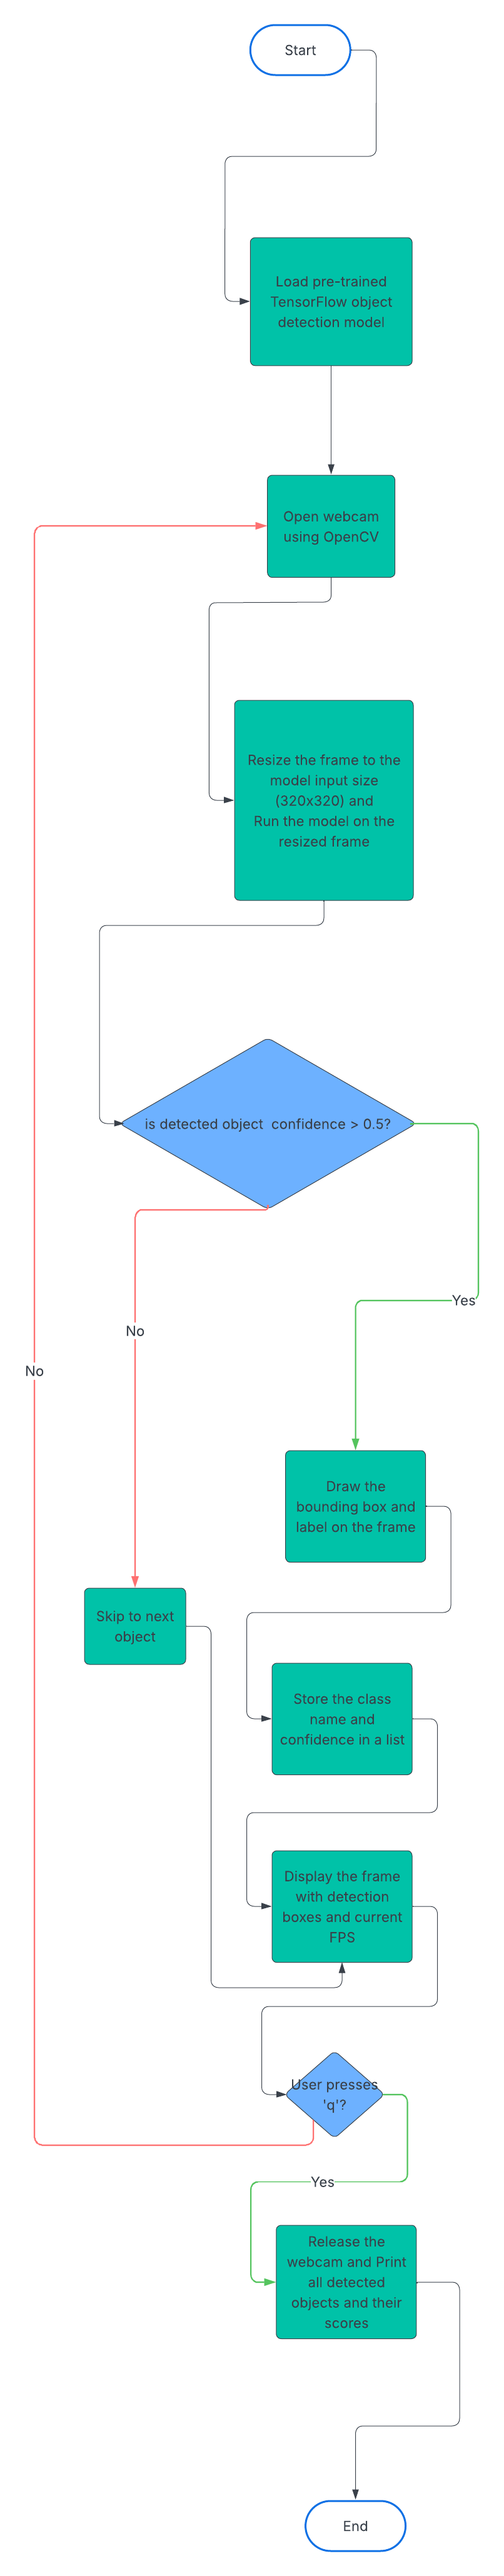 Start
Load pre-trained
TensorFlow object
detection model
Open webcam
using OpenCV
Resize the frame to the
model input size
(320x320) and
Run the model on the
resized frame
is detected object  confidence > 0.5?
Yes
No
No
Draw the
bounding box and
label on the frame
Skip to next
object
Store the class
name and
confidence in a list
Display the frame
with detection
boxes and current
FPS
User presses
'q'?
Yes
Release the
webcam and Print
all detected
objects and their
scores
End